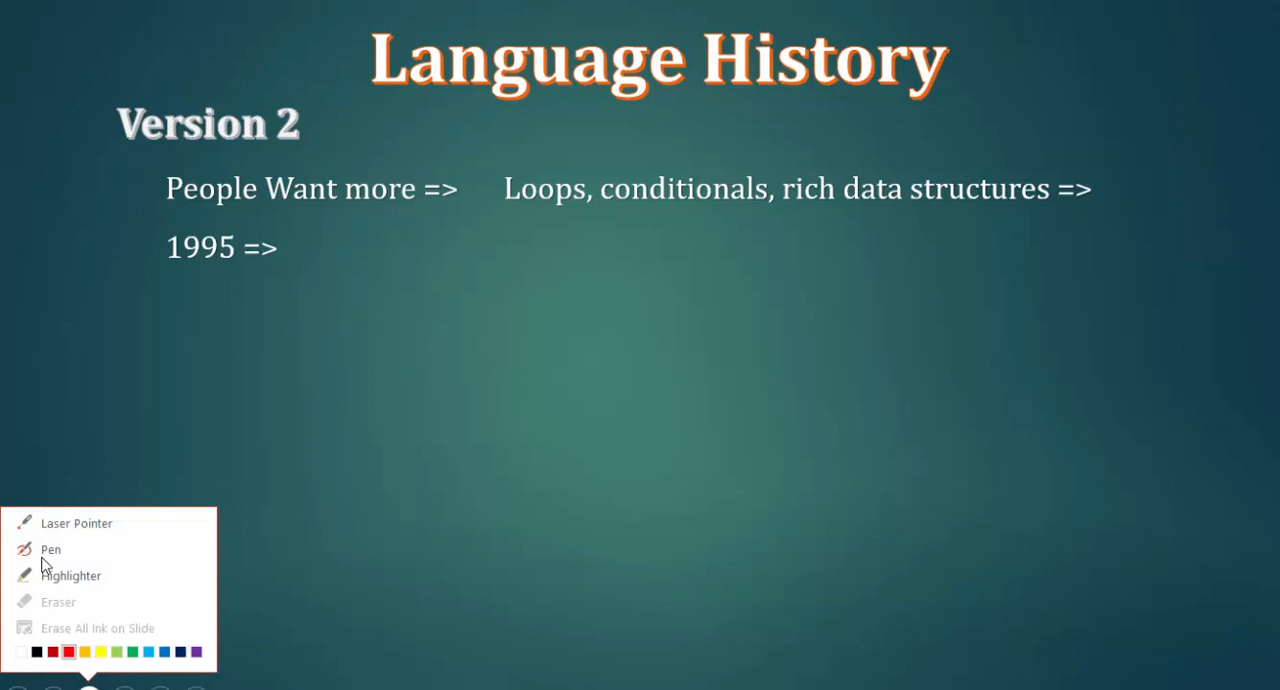 Language History
Version 2
People Want more => Loops, conditionals, rich data structures =>
1995 =>
Laser Pointer
Pen
Highlighter
Eraser
Erase All Ink on Slide